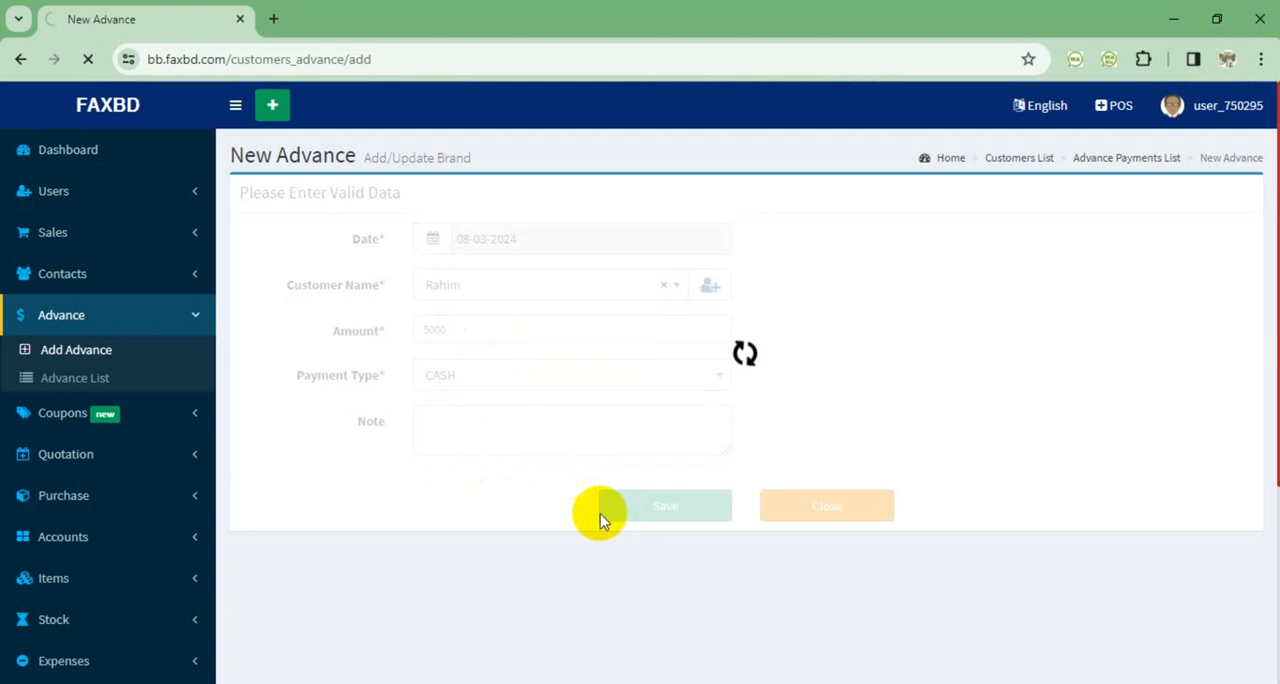 New Advance
bb.faxbd.com/customers_advance/add
FAXBD
English
POS
user_750295
Dashboard
Users
Sales
Contacts
Advance
Add Advance
Advance List
Coupons new
Quotation
Purchase
Accounts
Items
Stock
Expenses
New Advance Add/Update Brand
Home > Customers List > Advance Payments List > New Advance
Please Enter Valid Data
Date* 08-03-2024
Customer Name* Rahim
Amount* 5000
Payment Type* CASH
Note
Save Close